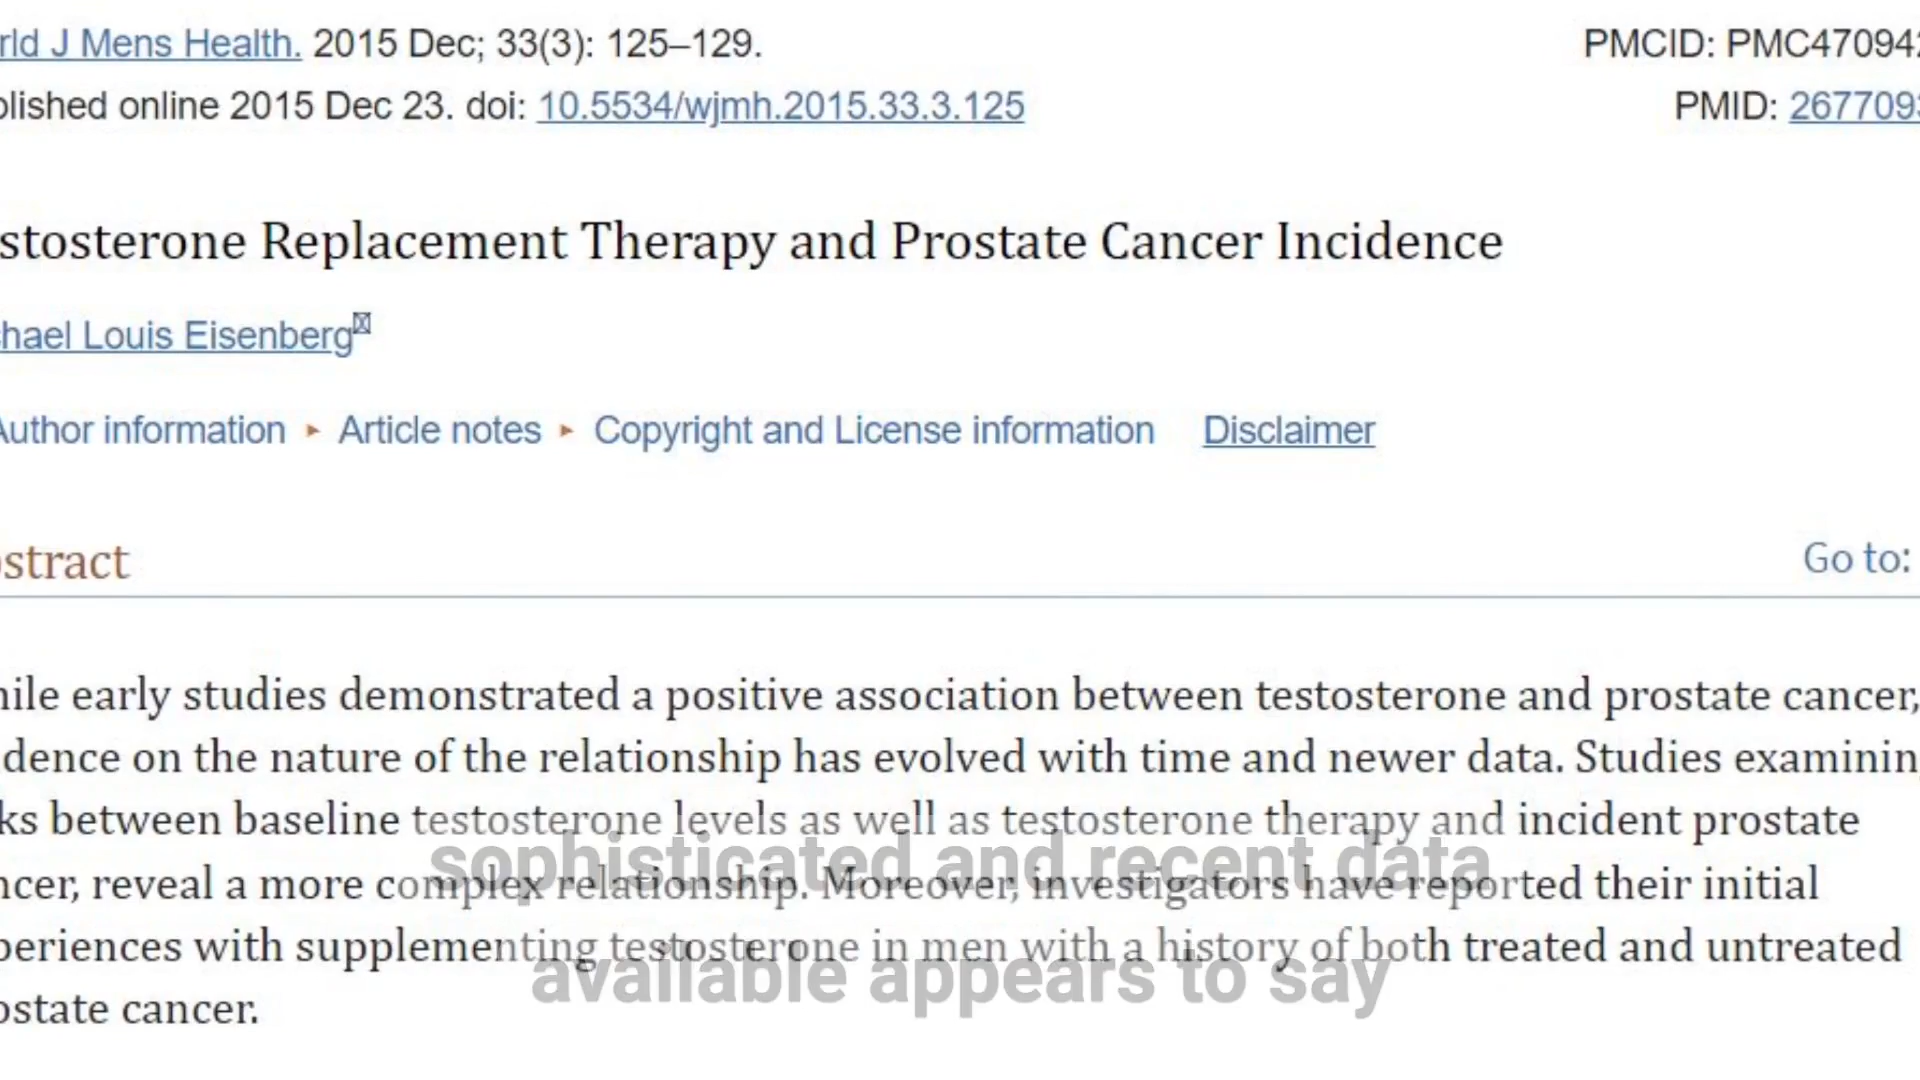 rld J Mens Health. 2015 Dec; 33(3): 125–129.
PMCID: PMC470942
blished online 2015 Dec 23. doi: 10.5534/wjmh.2015.33.3.125
PMID: 2677093
stosterone Replacement Therapy and Prostate Cancer Incidence
hael Louis Eisenberg
Author information ▸ Article notes ▸ Copyright and License information Disclaimer
stract
Go to:
hile early studies demonstrated a positive association between testosterone and prostate cancer,
dence on the nature of the relationship has evolved with time and newer data. Studies examinin
ks between baseline testosterone levels as well as testosterone therapy and incident prostate
ncer, reveal a more complex relationship. Moreover, investigators have reported their initial
periences with supplementing testosterone in men with a history of both treated and untreated
ostate cancer.
sophisticated and recent data
available appears to say